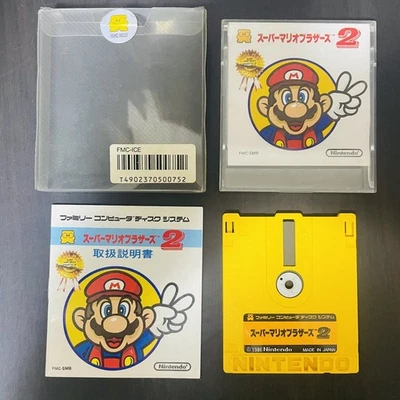 FMC-ICE
T4902370500752
スーパーマリオブラザーズ2
FMC-SMB
Nintendo
ファミリー コンピュータ ディスク システム
スーパーマリオブラザーズ2
取扱説明書
FMC-SMB
Nintendo
ファミリー コンピュータ ディスク システム
スーパーマリオブラザーズ2
©1986 Nintendo MADE IN JAPAN
NINTENDO